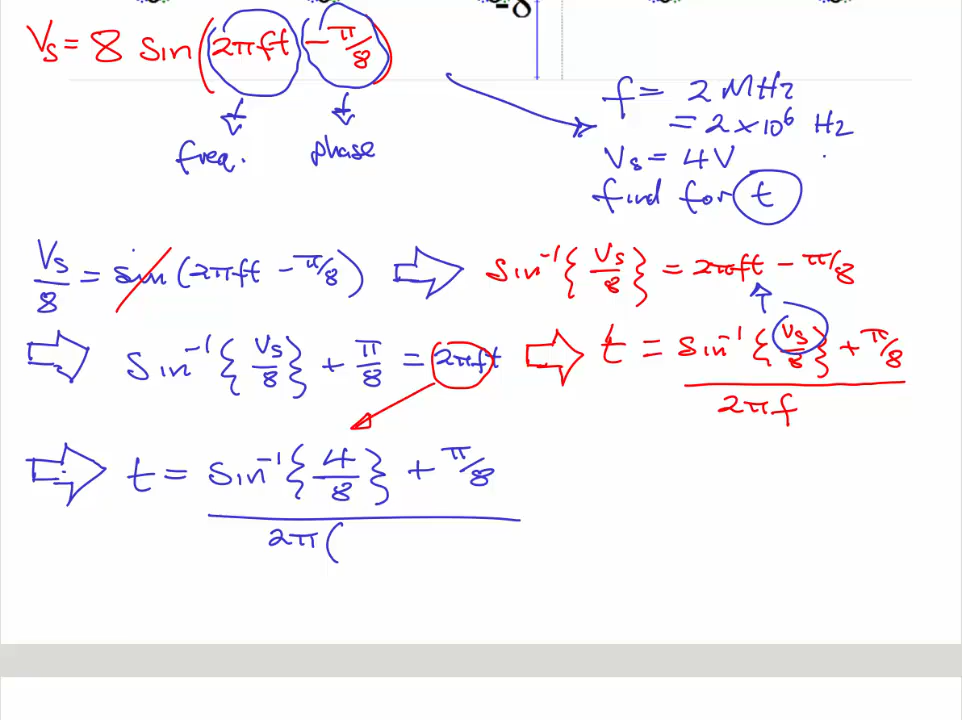 -8
Vs = 8 sin(2πft - π/8)
freq. phase
f = 2 MHz
= 2 × 10⁶ Hz
Vs = 4V
find for t
Vs/8 = sin(2πft - π/8) ⇒ sin⁻¹{Vs/8} = 2πft - π/8
⇒ sin⁻¹{Vs/8} + π/8 = 2πft ⇒ t = sin⁻¹{Vs/8} + π/8
2πf
⇒ t = sin⁻¹{4/8} + π/8
2π(